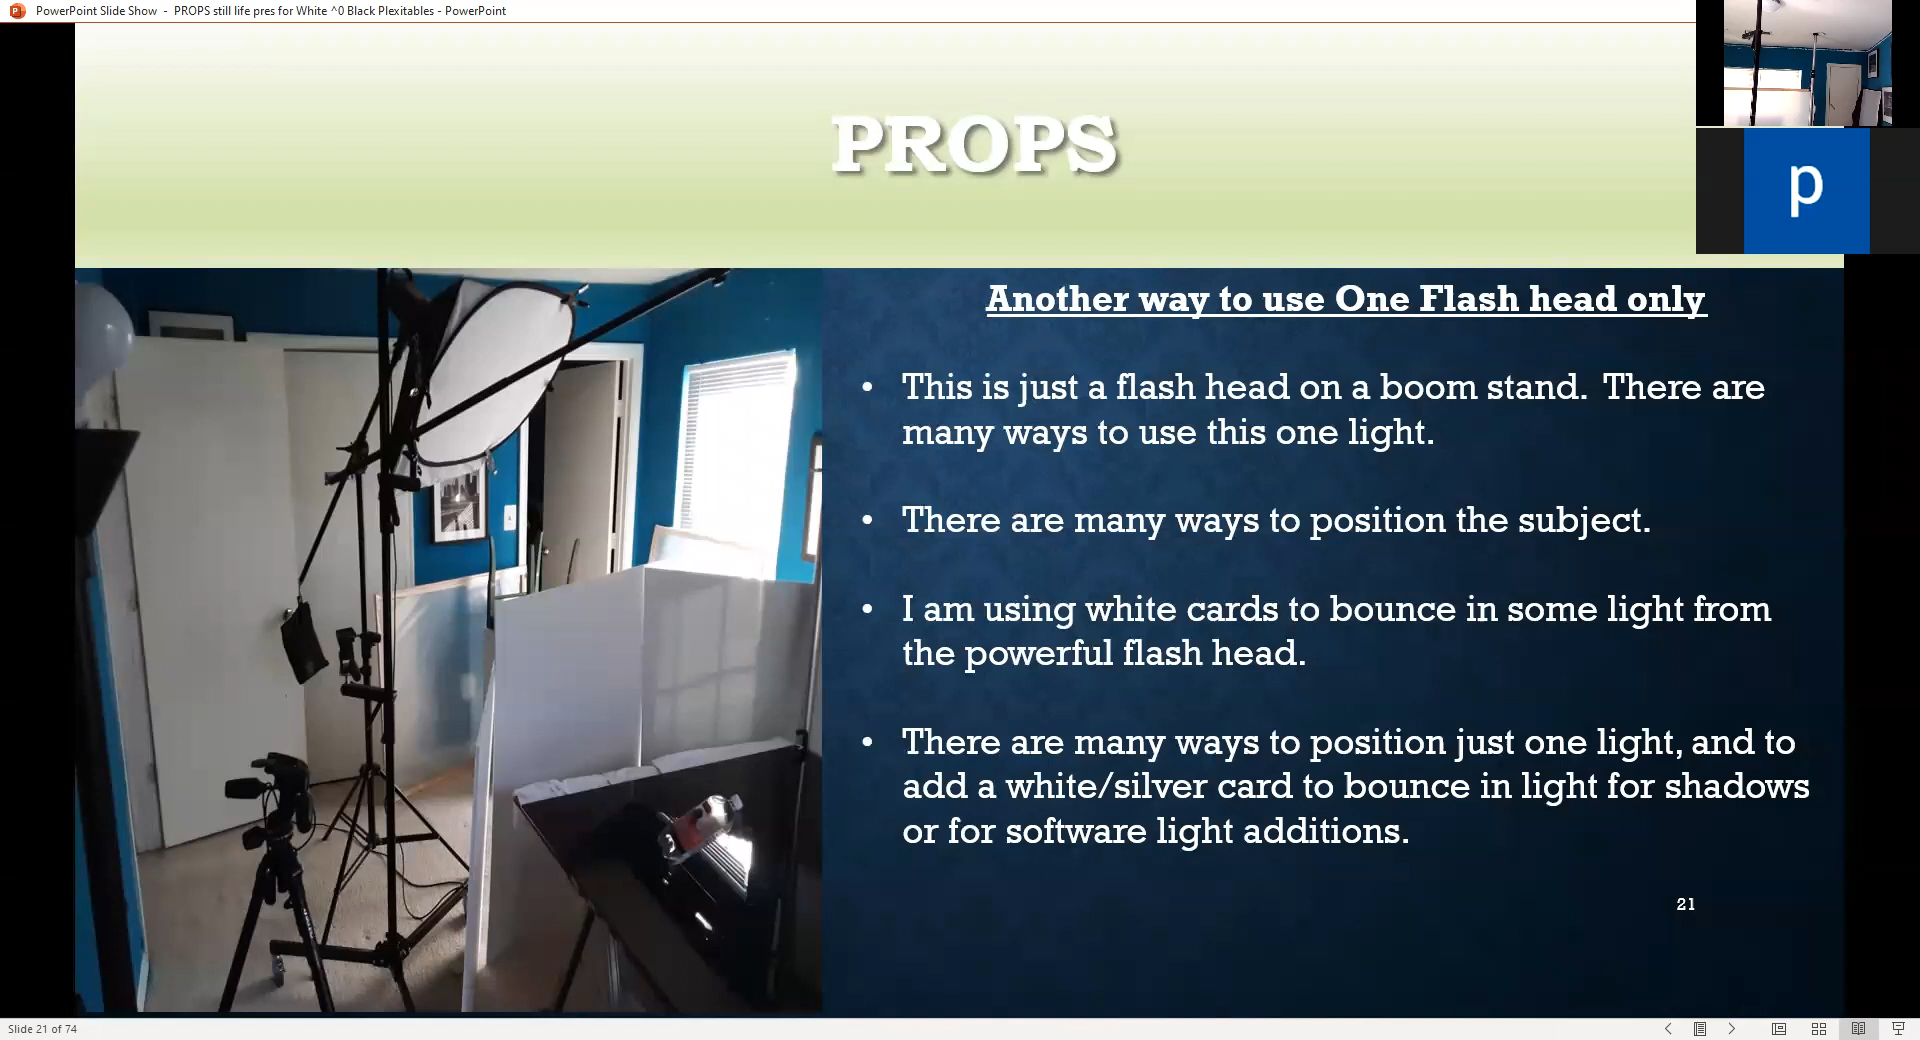 PowerPoint Slide Show - PROPS still life pres for White ^0 Black Plexitables - PowerPoint
PROPS
p
Another way to use One Flash head only
• This is just a flash head on a boom stand. There are
many ways to use this one light.
• There are many ways to position the subject.
• I am using white cards to bounce in some light from
the powerful flash head.
• There are many ways to position just one light, and to
add a white/silver card to bounce in light for shadows
or for software light additions.
21
Slide 21 of 74